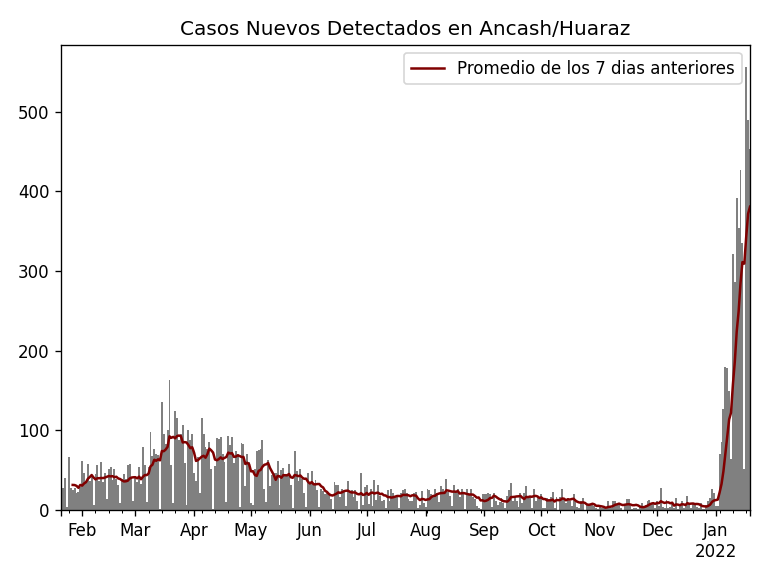 Casos Nuevos Detectados en Ancash/Huaraz
Promedio de los 7 dias anteriores
500
400
300
200
100
0
Feb Mar Apr May Jun Jul Aug Sep Oct Nov Dec Jan
2022